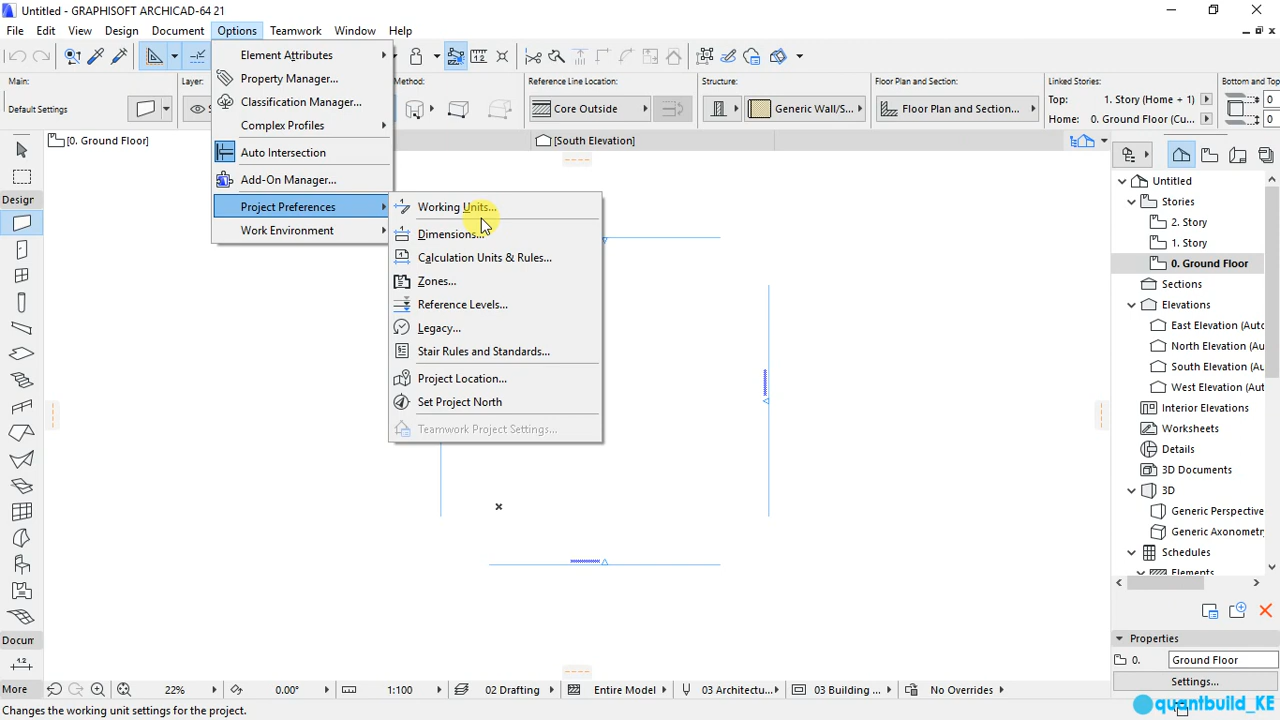 Untitled - GRAPHISOFT ARCHICAD-64 21
File Edit View Design Document Options Teamwork Window Help
Main:
Layer:
Method:
Reference Line Location:
Structure:
Floor Plan and Section:
Linked Stories:
Bottom and Top
Default Settings
Core Outside
Generic Wall/S...
Floor Plan and Section...
Top: 1. Story (Home + 1)
Home: 0. Ground Floor (Cu...
0
0
[0. Ground Floor]
[South Elevation]
Element Attributes
Property Manager...
Classification Manager...
Complex Profiles
Auto Intersection
Add-On Manager...
Project Preferences
Work Environment
Working Units...
Dimensions...
Calculation Units & Rules...
Zones...
Reference Levels...
Legacy...
Stair Rules and Standards...
Project Location...
Set Project North
Teamwork Project Settings...
Design
Docum
1.2
More
Untitled
Stories
2. Story
1. Story
0. Ground Floor
Sections
Elevations
East Elevation (Auto
North Elevation (Aut
South Elevation (Aut
West Elevation (Auto
Interior Elevations
Worksheets
Details
3D Documents
3D
Generic Perspective
Generic Axonometry
Schedules
Elements
Properties
0. Ground Floor
Settings...
22%
0.00°
1:100
02 Drafting
Entire Model
03 Architectu...
03 Building ...
No Overrides
Changes the working unit settings for the project.
quantbuild_KE